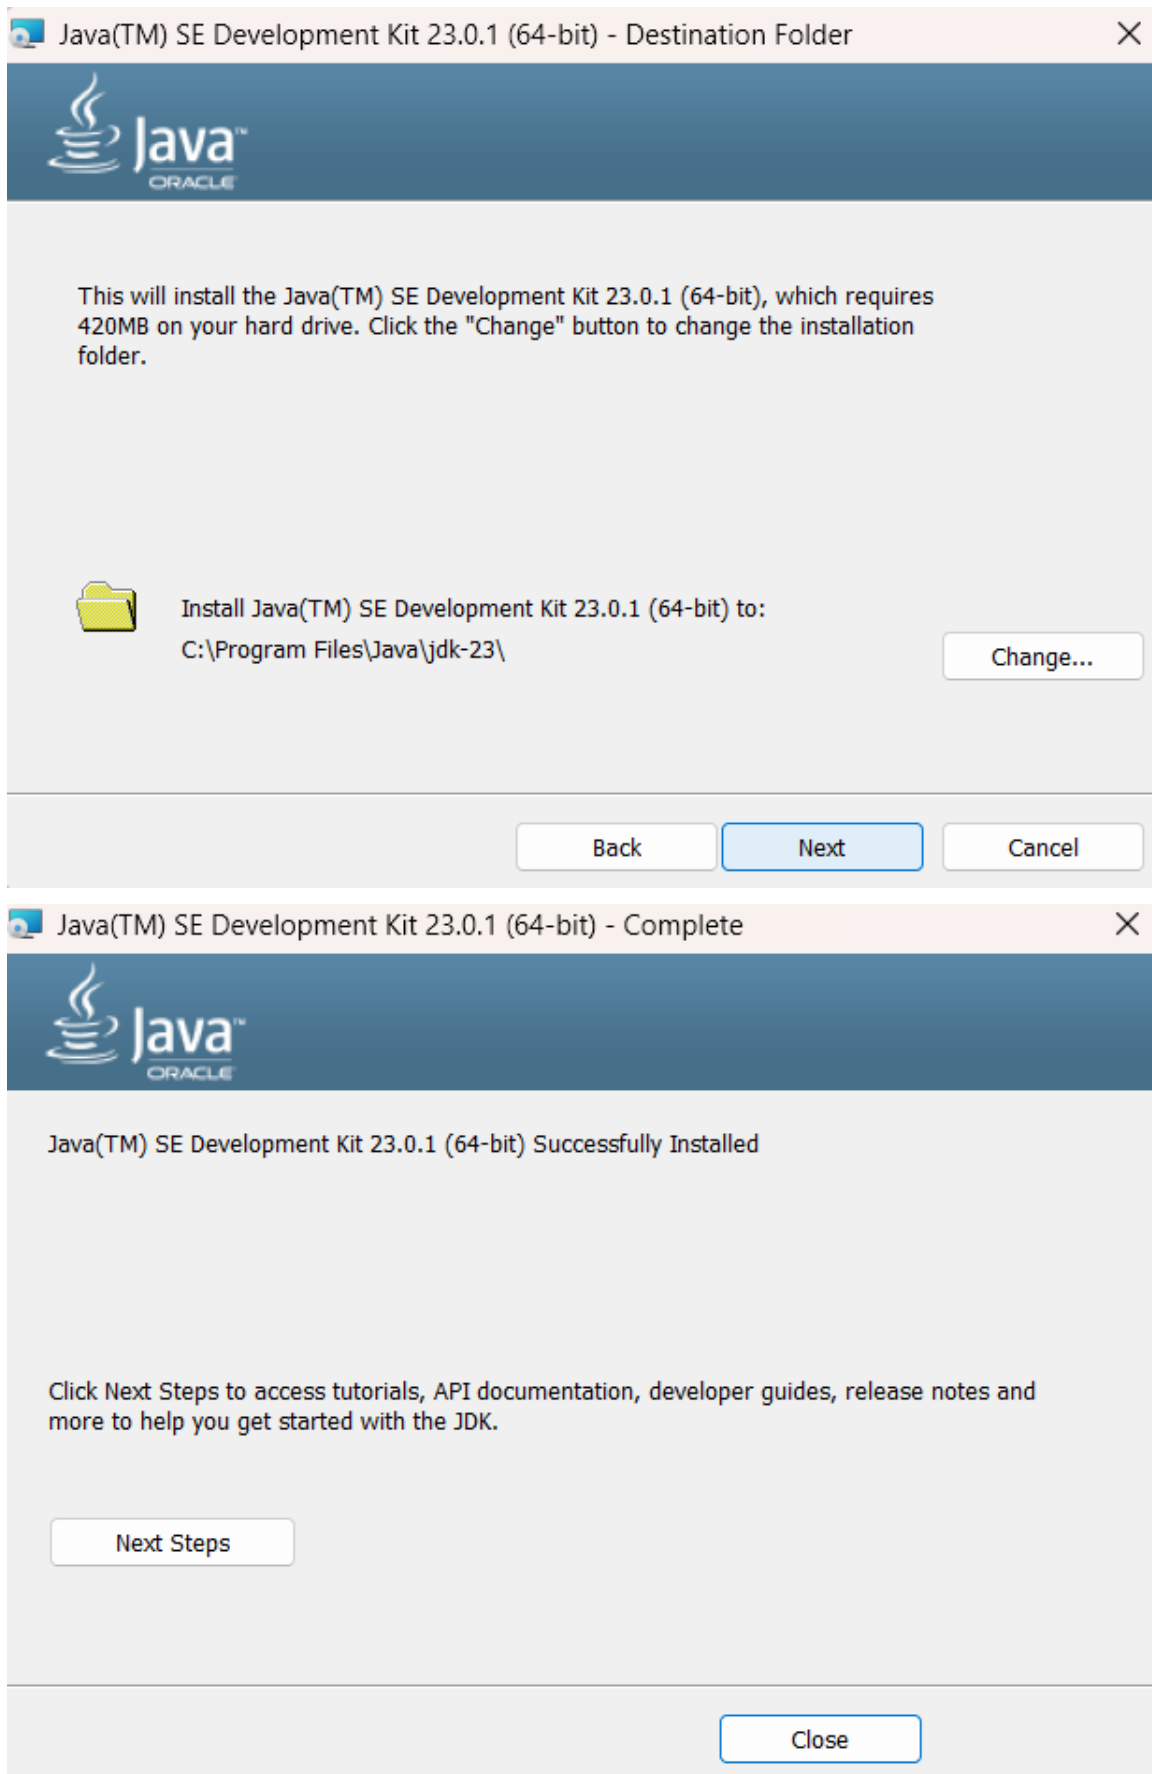 Java(TM) SE Development Kit 23.0.1 (64-bit) - Destination Folder
Java™
ORACLE
This will install the Java(TM) SE Development Kit 23.0.1 (64-bit), which requires
420MB on your hard drive. Click the "Change" button to change the installation
folder.
Install Java(TM) SE Development Kit 23.0.1 (64-bit) to:
C:\Program Files\Java\jdk-23\
Change...
Back Next Cancel
Java(TM) SE Development Kit 23.0.1 (64-bit) - Complete
Java™
ORACLE
Java(TM) SE Development Kit 23.0.1 (64-bit) Successfully Installed
Click Next Steps to access tutorials, API documentation, developer guides, release notes and
more to help you get started with the JDK.
Next Steps
Close